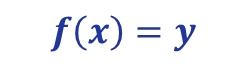 f(x) = y